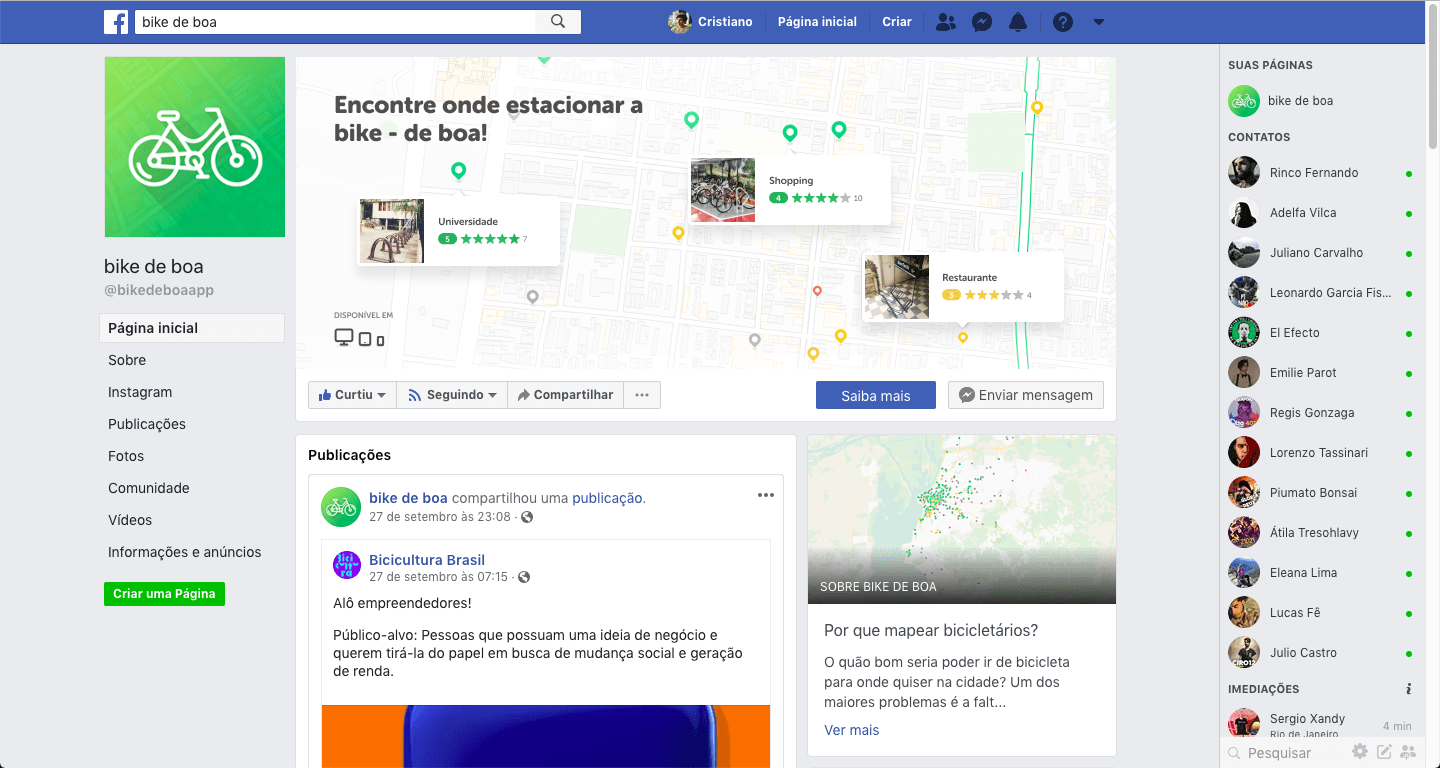 bike de boa
Cristiano
Página inicial
Criar
bike de boa
@bikedeboaapp
Página inicial
Sobre
Instagram
Publicações
Fotos
Comunidade
Vídeos
Informações e anúncios
Criar uma Página
Encontre onde estacionar a
bike - de boa!
Shopping
4 10
Universidade
5 7
Restaurante
3 4
DISPONÍVEL EM
Curtiu
Seguindo
Compartilhar
Saiba mais
Enviar mensagem
Publicações
bike de boa compartilhou uma publicação.
27 de setembro às 23:08 ·
Bicicultura Brasil
27 de setembro às 07:15 ·
Alô empreendedores!
Público-alvo: Pessoas que possuam uma ideia de negócio e
querem tirá-la do papel em busca de mudança social e geração
de renda.
SOBRE BIKE DE BOA
Por que mapear bicicletários?
O quão bom seria poder ir de bicicleta
para onde quiser na cidade? Um dos
maiores problemas é a falt...
Ver mais
SUAS PÁGINAS
bike de boa
CONTATOS
Rinco Fernando
Adelfa Vilca
Juliano Carvalho
Leonardo Garcia Fis...
El Efecto
Emilie Parot
Regis Gonzaga
Lorenzo Tassinari
Piumato Bonsai
Átila Tresohlavy
Eleana Lima
Lucas Fê
Julio Castro
IMEDIAÇÕES
Sergio Xandy
4 min
Rio de Janeiro
Pesquisar